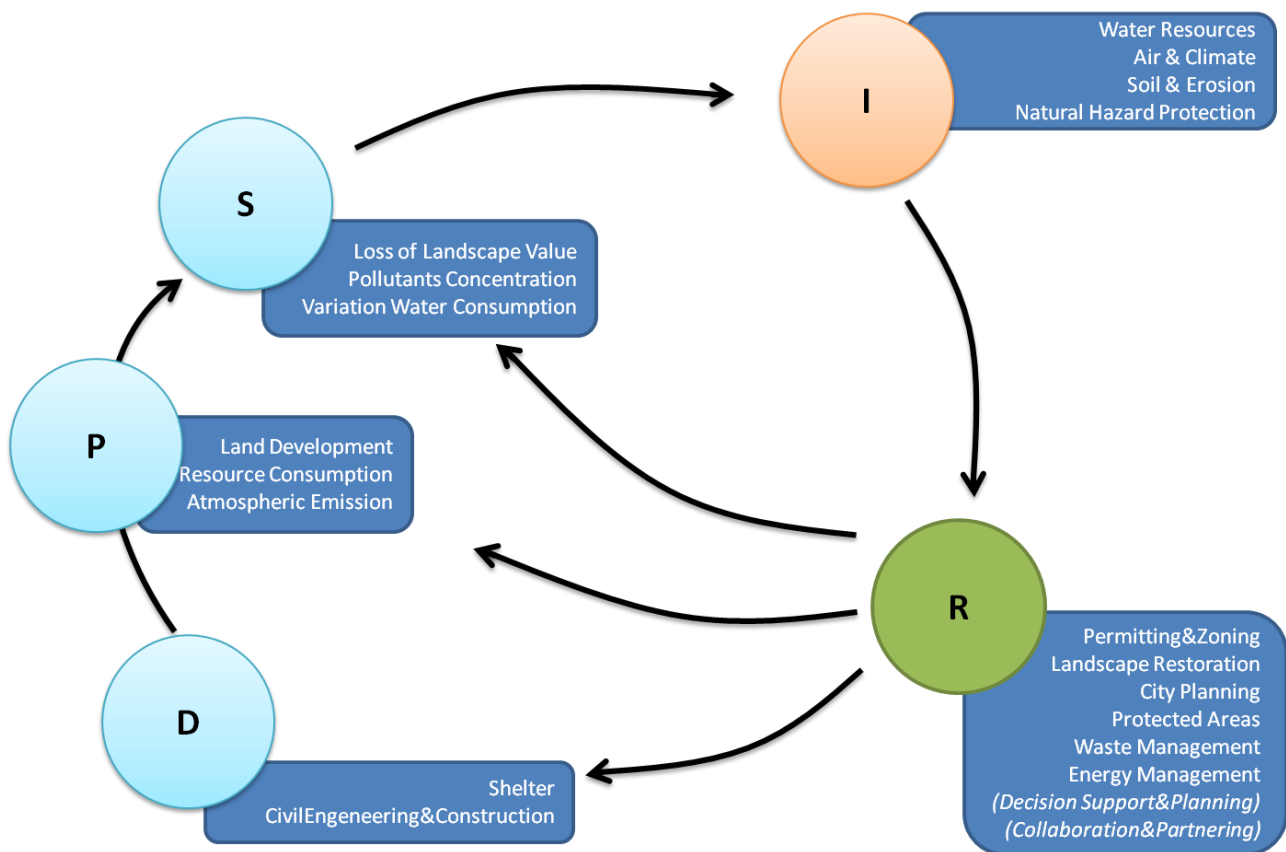 I
Water Resources
Air & Climate
Soil & Erosion
Natural Hazard Protection
S
Loss of Landscape Value
Pollutants Concentration
Variation Water Consumption
P
Land Development
Resource Consumption
Atmospheric Emission
R
Permitting&Zoning
Landscape Restoration
City Planning
Protected Areas
Waste Management
Energy Management
(Decision Support&Planning)
(Collaboration&Partnering)
D
Shelter
CivilEngeneering&Construction